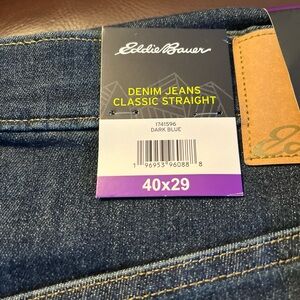 Eddie Bauer
DENIM JEANS
CLASSIC STRAIGHT
1741596
DARK BLUE
1 96953 96088 8
40x29